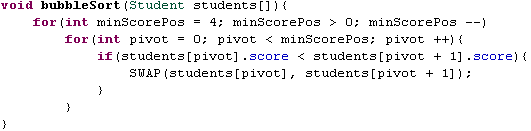 void bubbleSort(Student students[]){
    for(int minScorePos = 4; minScorePos > 0; minScorePos --)
        for(int pivot = 0; pivot < minScorePos; pivot ++){
            if(students[pivot].score < students[pivot + 1].score){
                SWAP(students[pivot], students[pivot + 1]);
            }
        }
}